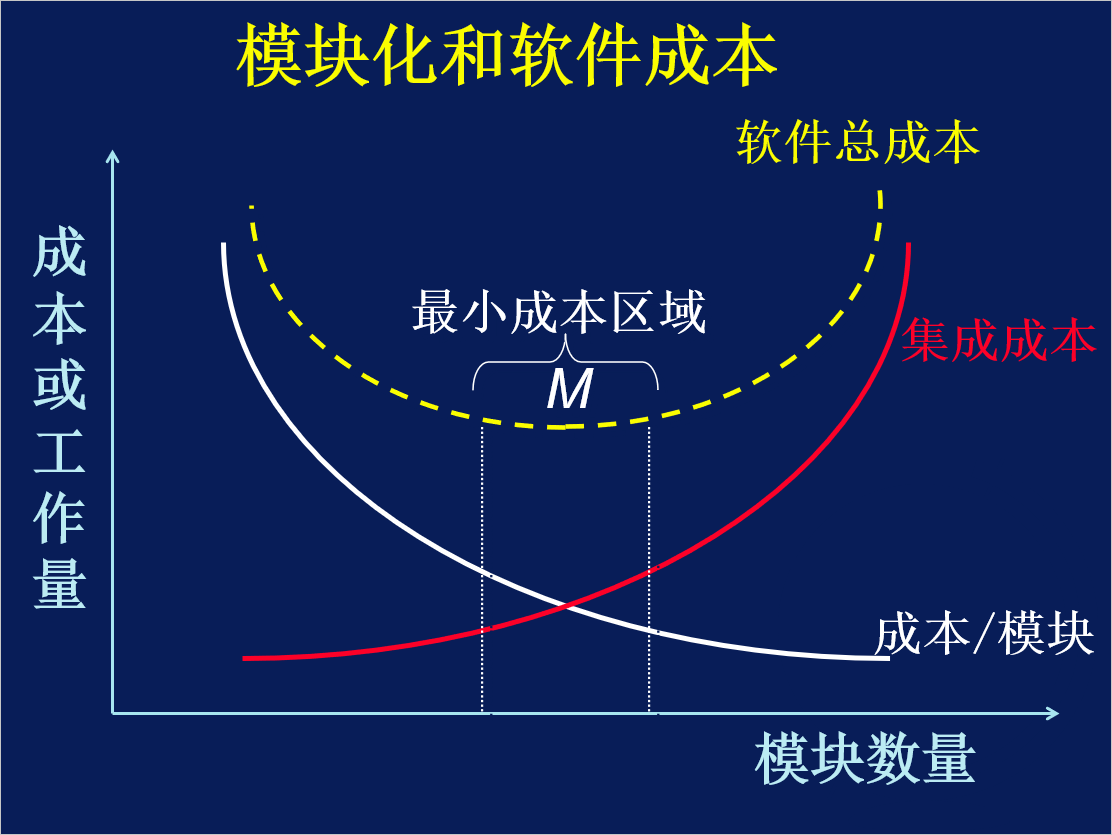 模块化和软件成本
软件总成本
成本或工作量
最小成本区域
M
集成成本
成本/模块
模块数量